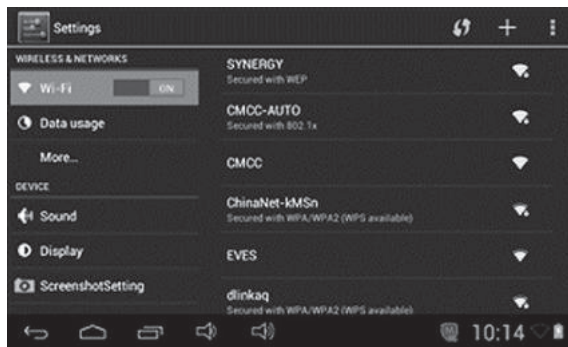 Settings
WIRELESS & NETWORKS
Wi-Fi
ON
Data usage
More...
DEVICE
Sound
Display
ScreenshotSetting
SYNERGY
Secured with WEP
CMCC-AUTO
Secured with 802.1x
CMCC
ChinaNet-kMSn
Secured with WPA/WPA2 (WPS available)
EVES
dlinkaq
Secured with WPA/WPA2 (WPS available)
10:14